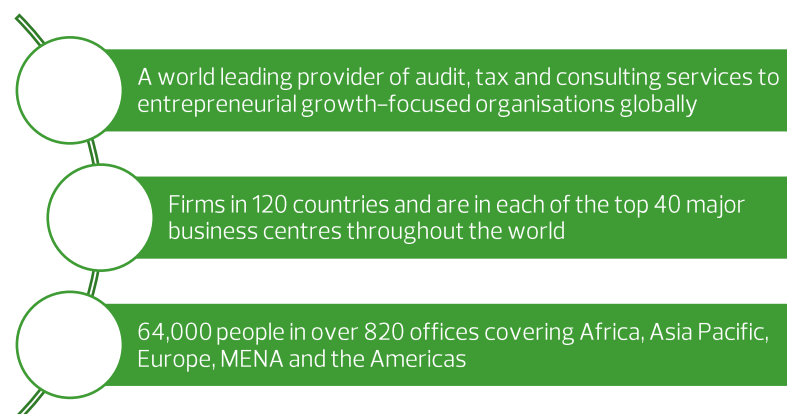 A world leading provider of audit, tax and consulting services to
entrepreneurial growth-focused organisations globally
Firms in 120 countries and are in each of the top 40 major
business centres throughout the world
64,000 people in over 820 offices covering Africa, Asia Pacific,
Europe, MENA and the Americas